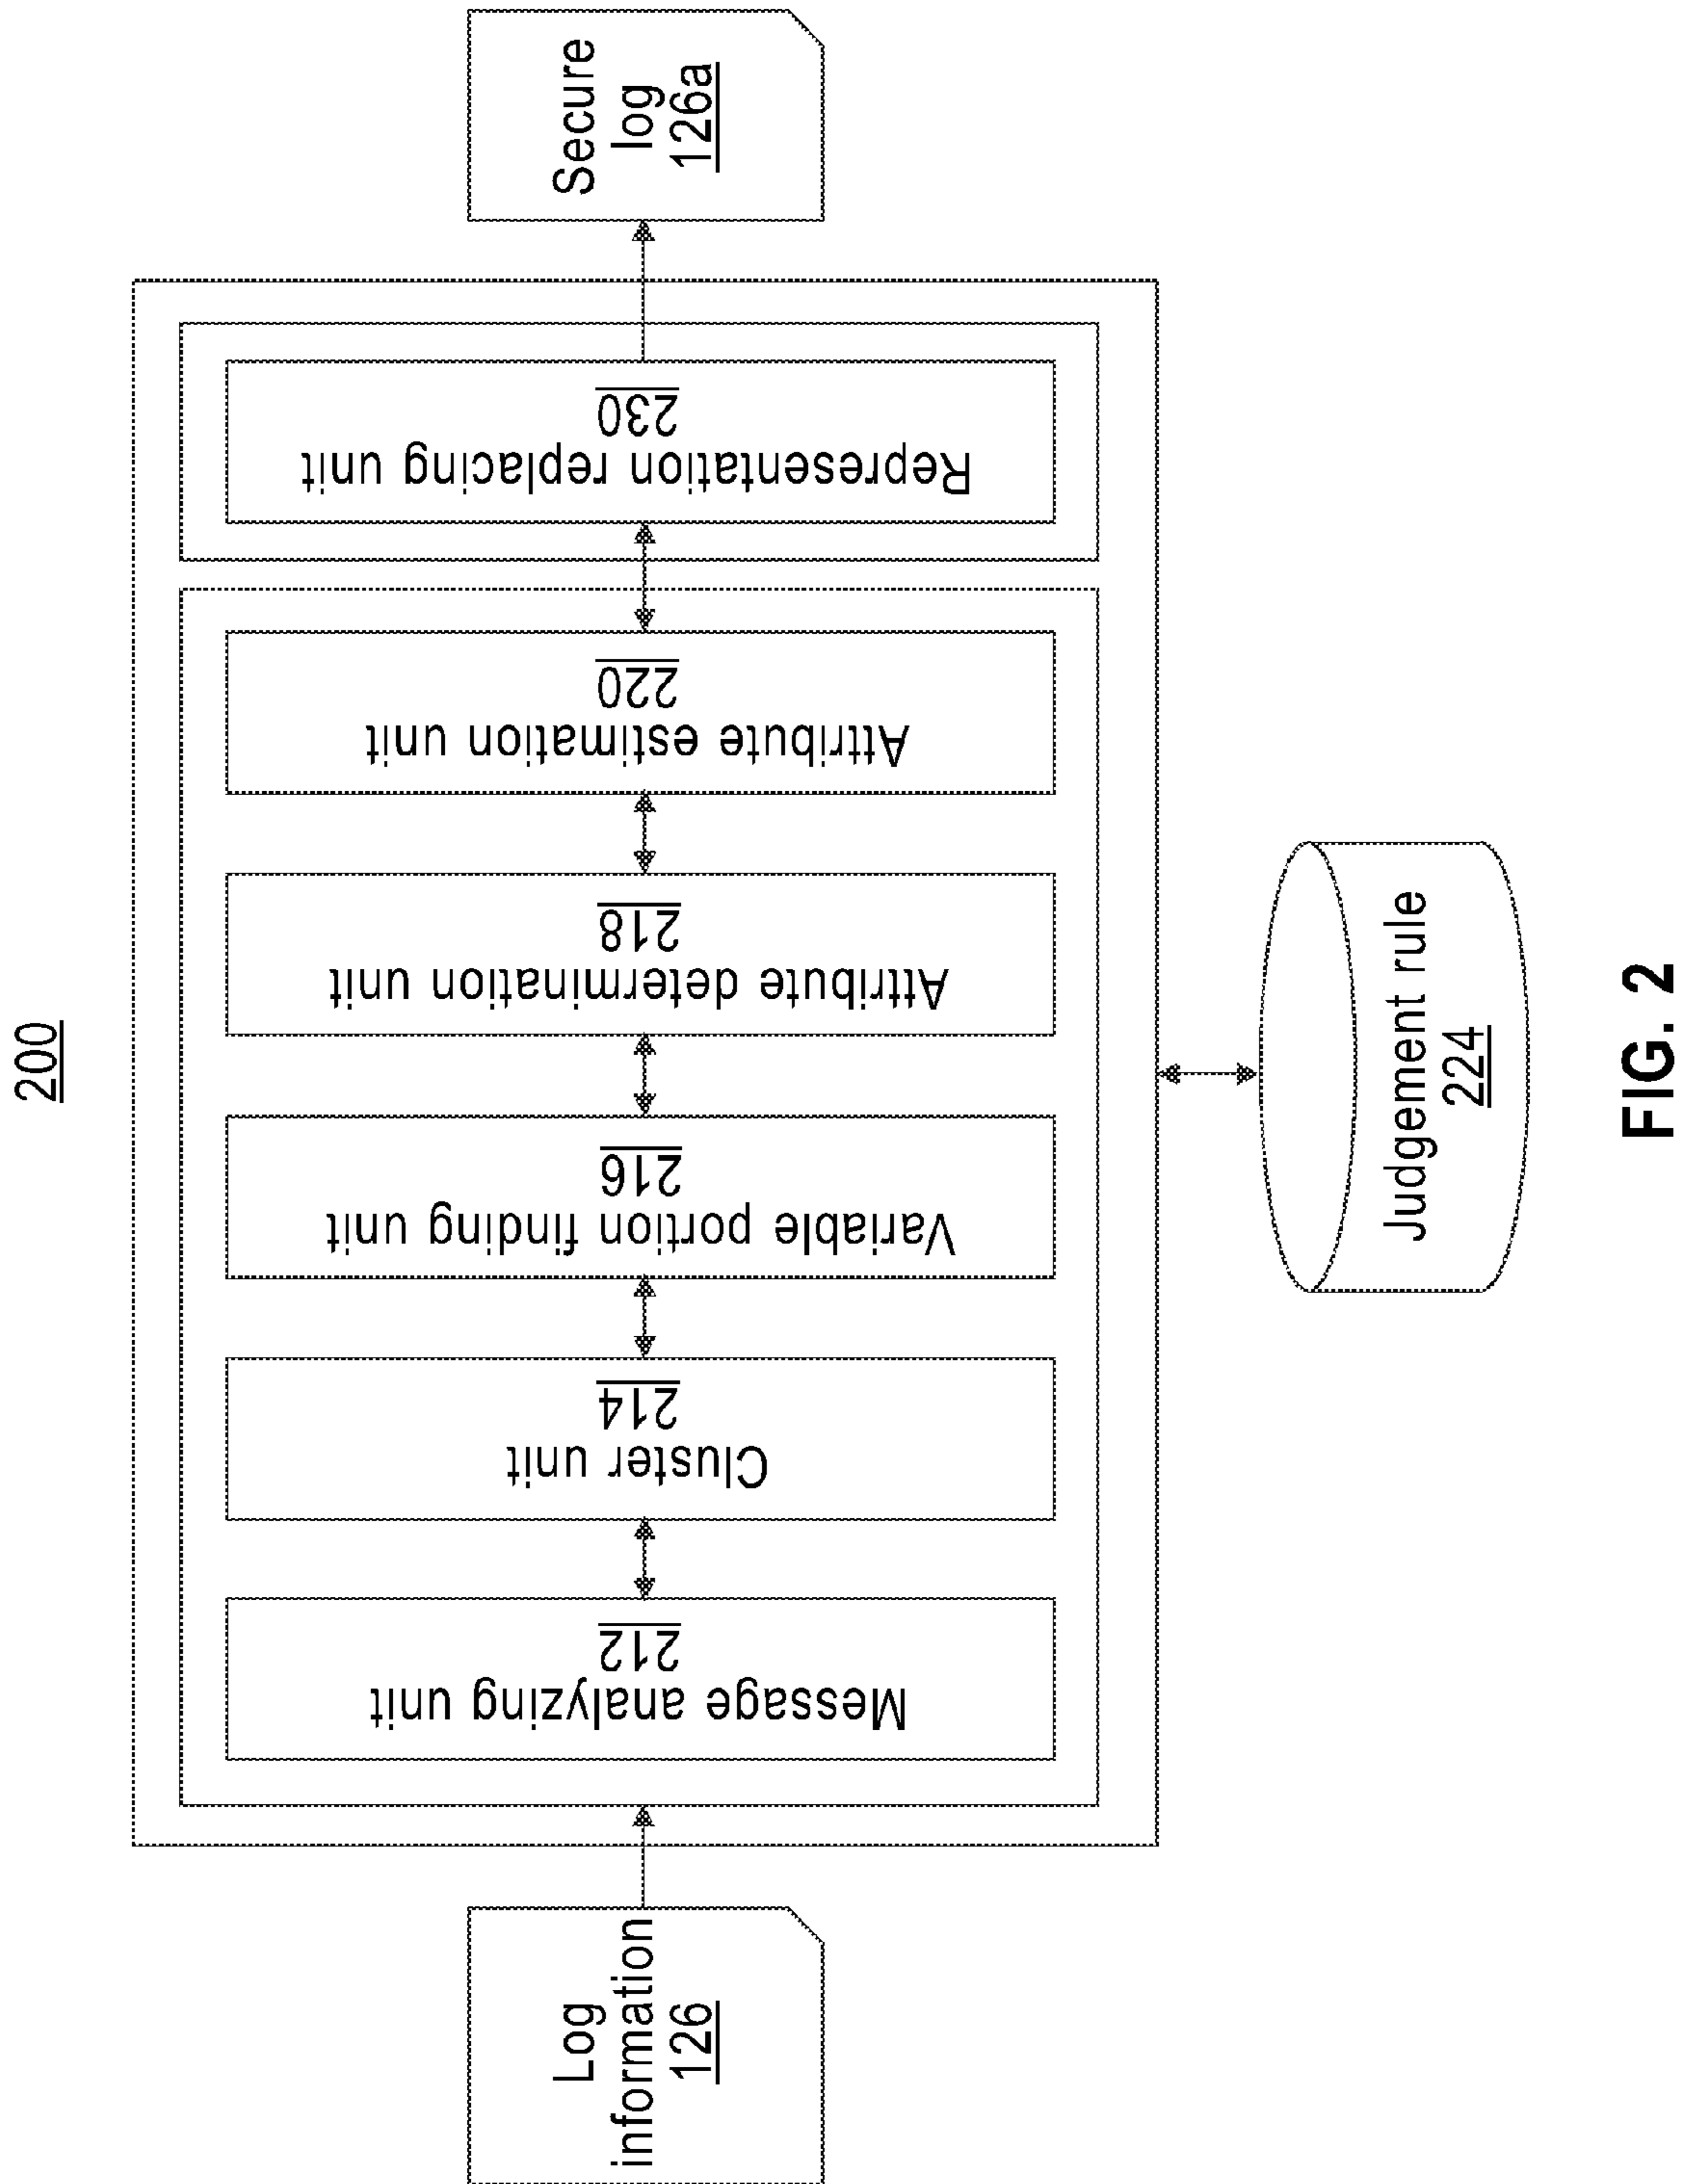 200
Log
information
126
Message analyzing unit
212
Cluster unit
214
Variable portion finding unit
216
Attribute determination unit
218
Attribute estimation unit
220
Representation replacing unit
230
Secure
log
126a
Judgement rule
224
FIG. 2